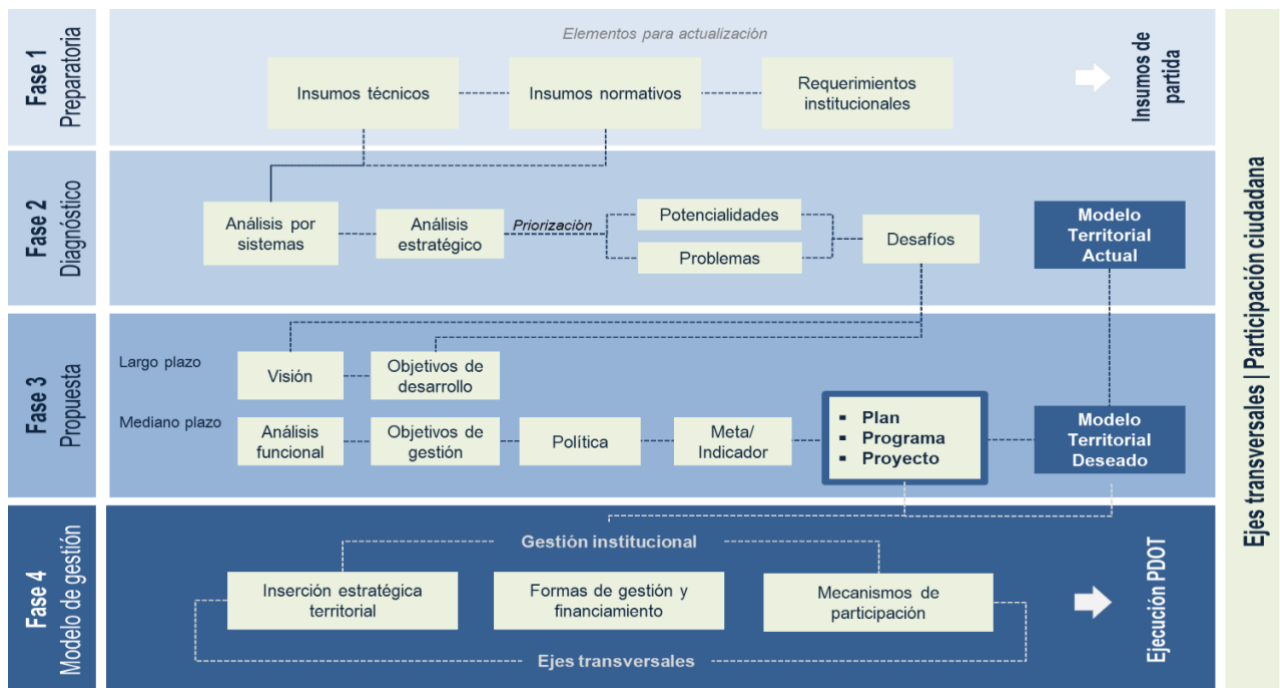 Fase 1
Preparatoria
Elementos para actualización
Insumos técnicos
Insumos normativos
Requerimientos
institucionales
Insumos de
partida
Fase 2
Diagnóstico
Análisis por
sistemas
Análisis
estratégico
Priorización
Potencialidades
Problemas
Desafíos
Modelo
Territorial
Actual
Fase 3
Propuesta
Largo plazo
Visión
Objetivos de
desarrollo
Mediano plazo
Análisis
funcional
Objetivos de
gestión
Política
Meta/
Indicador
▪ Plan
▪ Programa
▪ Proyecto
Modelo
Territorial
Deseado
Fase 4
Modelo de gestión
Gestión institucional
Inserción estratégica
territorial
Formas de gestión y
financiamiento
Mecanismos de
participación
Ejes transversales
Ejecución PDOT
Ejes transversales | Participación ciudadana